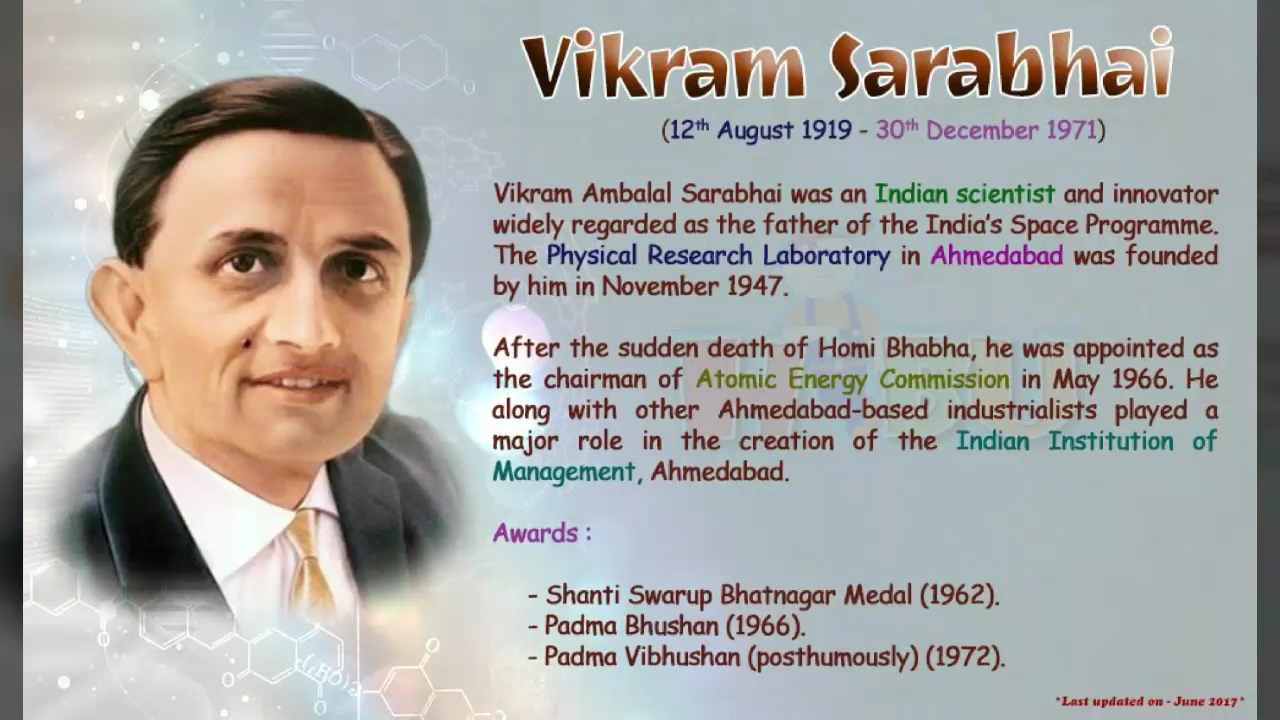 Vikram Sarabhai
(12th August 1919 - 30th December 1971)
Vikram Ambalal Sarabhai was an Indian scientist and innovator
widely regarded as the father of the India's Space Programme.
The Physical Research Laboratory in Ahmedabad was founded
by him in November 1947.
After the sudden death of Homi Bhabha, he was appointed as
the chairman of Atomic Energy Commission in May 1966. He
along with other Ahmedabad-based industrialists played a
major role in the creation of the Indian Institution of
Management, Ahmedabad.
Awards :
- Shanti Swarup Bhatnagar Medal (1962).
- Padma Bhushan (1966).
- Padma Vibhushan (posthumously) (1972).
*Last updated on - June 2017*